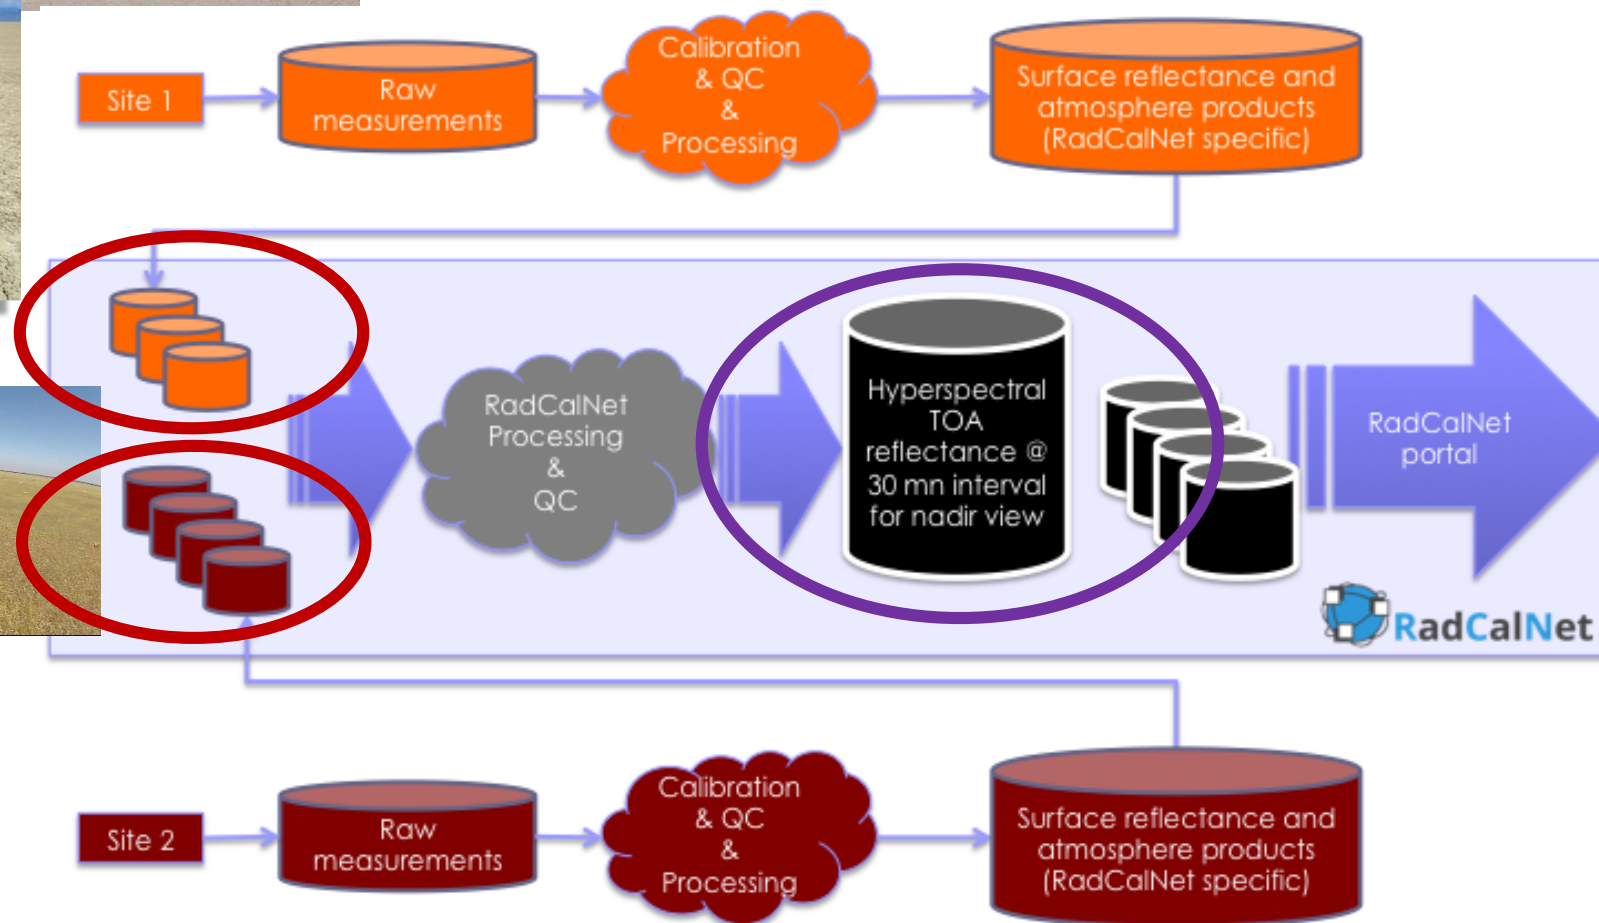 Site 1
Raw
measurements
Calibration
& QC
&
Processing
Surface reflectance and
atmosphere products
(RadCalNet specific)
RadCalNet
Processing
&
QC
Hyperspectral
TOA
reflectance @
30 mn interval
for nadir view
RadCalNet
portal
RadCalNet
Site 2
Raw
measurements
Calibration
& QC
&
Processing
Surface reflectance and
atmosphere products
(RadCalNet specific)